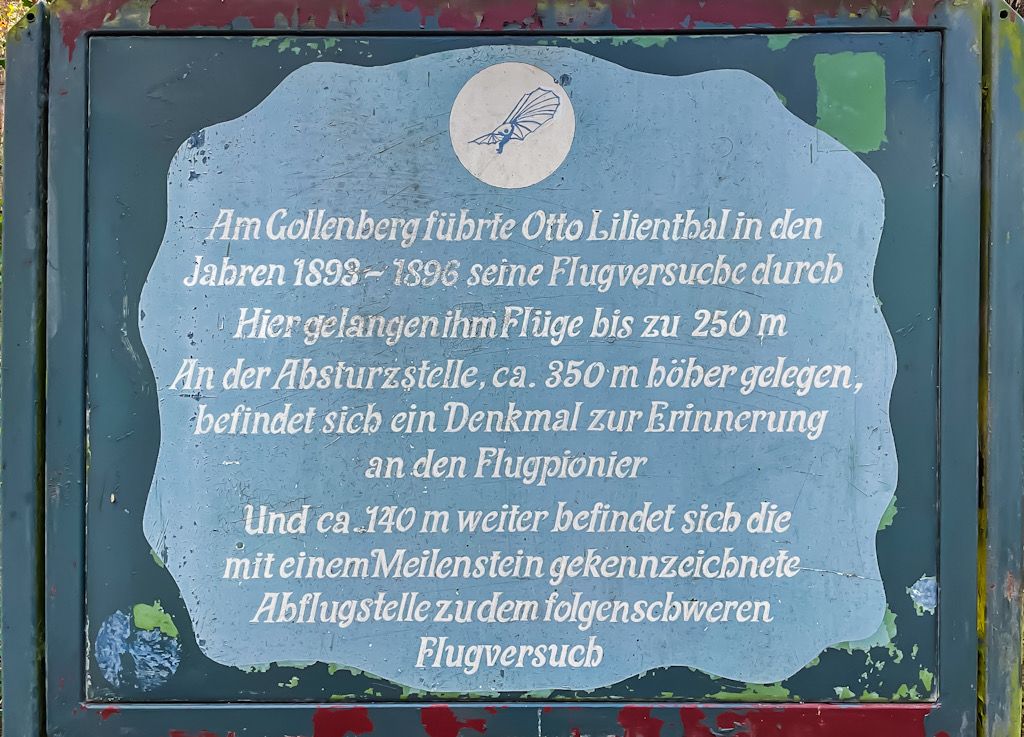 Am Gollenberg führte Otto Lilienthal in den
Jahren 1893 – 1896 seine Flugversuche durch
Hier gelangen ihm Flüge bis zu 250 m
An der Absturzstelle, ca. 350 m höher gelegen,
befindet sich ein Denkmal zur Erinnerung
an den Flugpionier
Und ca. 140 m weiter befindet sich die
mit einem Meilenstein gekennzeichnete
Abflugstelle zu dem folgenschweren
Flugversuch